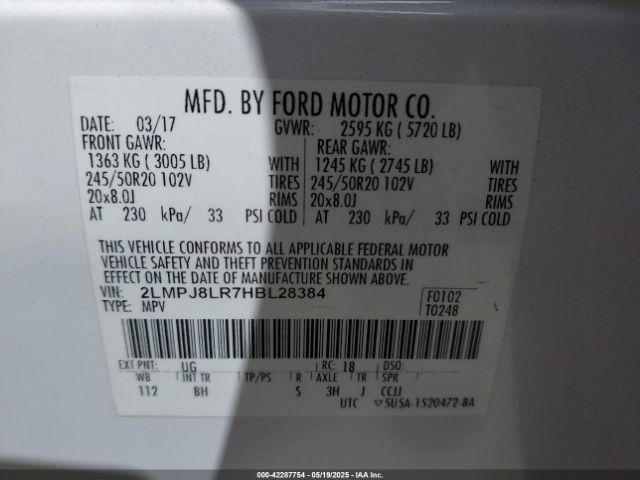 MFD. BY FORD MOTOR CO.
DATE: 03/17 GVWR: 2595 KG ( 5720 LB)
FRONT GAWR: REAR GAWR:
1363 KG ( 3005 LB) WITH 1245 KG ( 2745 LB) WITH
245/50R20 102V TIRES 245/50R20 102V TIRES
20x8.0J RIMS 20x8.0J RIMS
AT 230 kPa/ 33 PSI COLD AT 230 kPa/ 33 PSI COLD
THIS VEHICLE CONFORMS TO ALL APPLICABLE FEDERAL MOTOR
VEHICLE SAFETY AND THEFT PREVENTION STANDARDS IN
EFFECT ON THE DATE OF MANUFACTURE SHOWN ABOVE.
VIN: 2LMPJ8LR7HBL28384 F0102
TYPE: MPV T0248
EXT PNT: UG RC: 18 DSO:
WB INT TR TP/PS R AXLE TR SPR
112 BH 5 3H J CCJJ
UTC 5U5A-1520472-BA
000-42287754 - 05/19/2025 - IAAI.COM